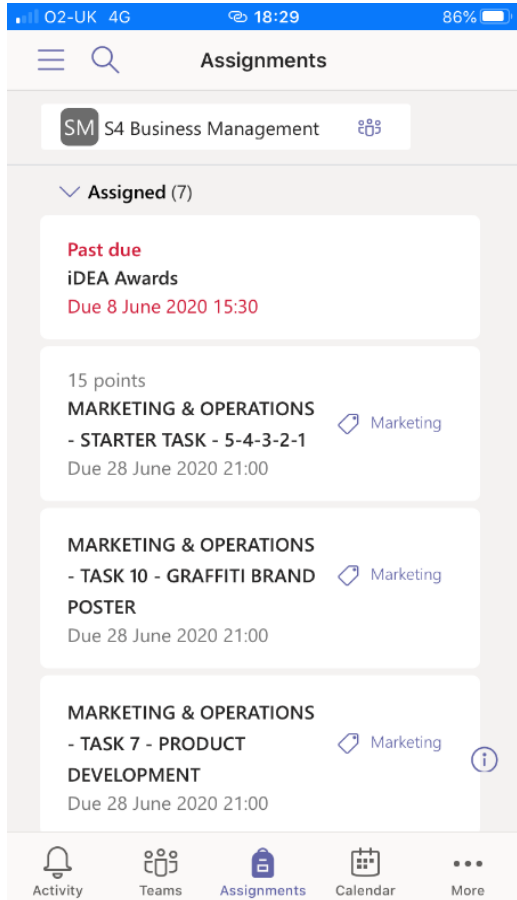 O2-UK 4G 18:29 86%
Assignments
SM S4 Business Management
Assigned (7)
Past due
iDEA Awards
Due 8 June 2020 15:30
15 points
MARKETING & OPERATIONS
- STARTER TASK - 5-4-3-2-1
Marketing
Due 28 June 2020 21:00
MARKETING & OPERATIONS
- TASK 10 - GRAFFITI BRAND
POSTER
Marketing
Due 28 June 2020 21:00
MARKETING & OPERATIONS
- TASK 7 - PRODUCT
DEVELOPMENT
Marketing
Due 28 June 2020 21:00
Activity Teams Assignments Calendar More